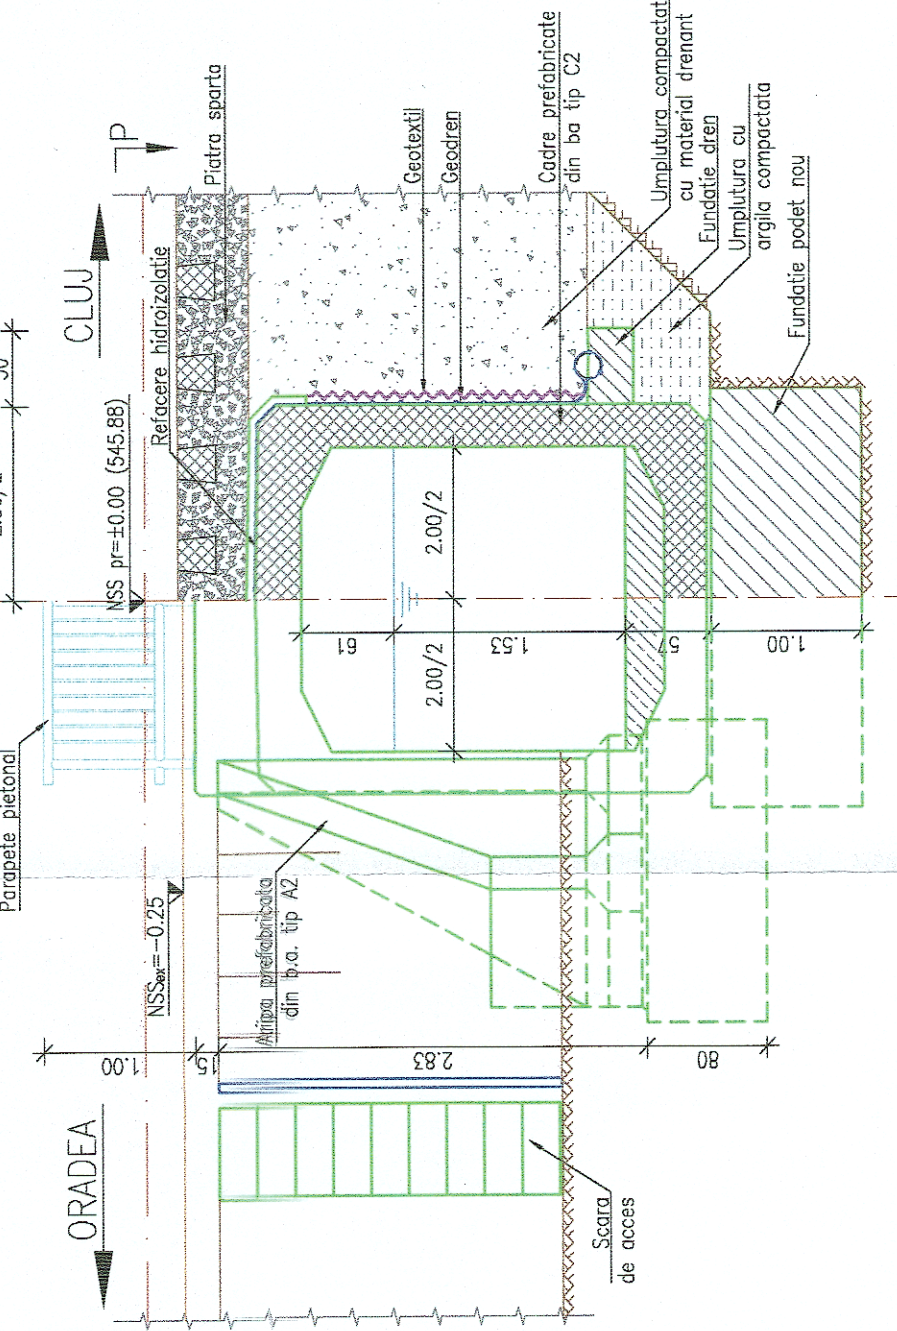 CLUJ
P
ORADEA
Parapete pietonal
NSS pr=±0.00 (545.88)
NSSex=-0.25
Refacere hidroizolatie
Piatra sparta
Geotextil
Geodren
Cadre prefabricate
din ba tip C2
Umplutura compactat
cu material drenant
Fundatie dren
Umplutura cu
argila compactata
Fundatie podet nou
Aripa prefabricata
din b.a. tip A2
Scara
de acces
2.00/2
2.00/2
61
1.53
57
1.00
1.00
15
2.83
80